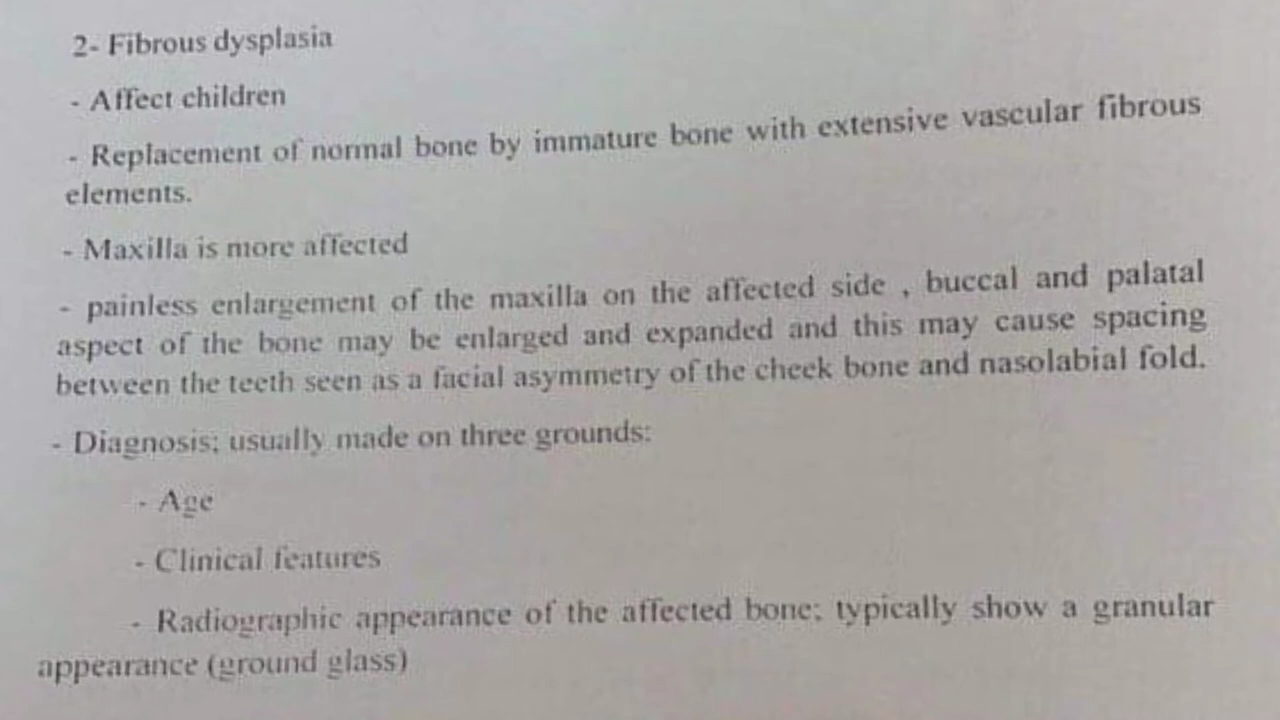 2- Fibrous dysplasia
- Affect children
- Replacement of normal bone by immature bone with extensive vascular fibrous
elements.
- Maxilla is more affected
- painless enlargement of the maxilla on the affected side , buccal and palatal
aspect of the bone may be enlarged and expanded and this may cause spacing
between the teeth seen as a facial asymmetry of the cheek bone and nasolabial fold.
- Diagnosis; usually made on three grounds:
- Age
- Clinical features
- Radiographic appearance of the affected bone; typically show a granular
appearance (ground glass)